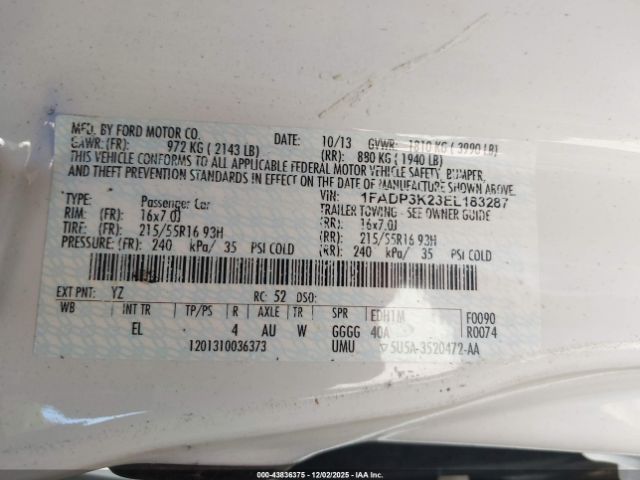 MFD. BY FORD MOTOR CO. DATE: 10/13 GVWR: 1810 KG ( 3990 LB)
GAWR: (FR): 972 KG ( 2143 LB) (RR): 880 KG ( 1940 LB)
THIS VEHICLE CONFORMS TO ALL APPLICABLE FEDERAL MOTOR VEHICLE SAFETY, BUMPER,
AND THEFT PREVENTION STANDARDS IN EFFECT ON THE DATE OF MANUFACTURE SHOWN ABOVE.
VIN: 1FADP3K23EL183287
TYPE: Passenger Car TRAILER TOWING - SEE OWNER GUIDE
RIM: (FR): 16x7.0J (RR): 16x7.0J
TIRE: (FR): 215/55R16 93H (RR): 215/55R16 93H
PRESSURE: (FR): 240 kPa/ 35 PSI COLD (RR): 240 kPa/ 35 PSI COLD
EXT PNT: YZ RC: 52 DSO:
WB INT TR TP/PS R AXLE TR SPR EDH1M F0090
EL 4 AU W GGGG 40A R0074
1201310036373 UMU 5U5A-3520472-AA
000-43836375 - 12/02/2025 - IAA